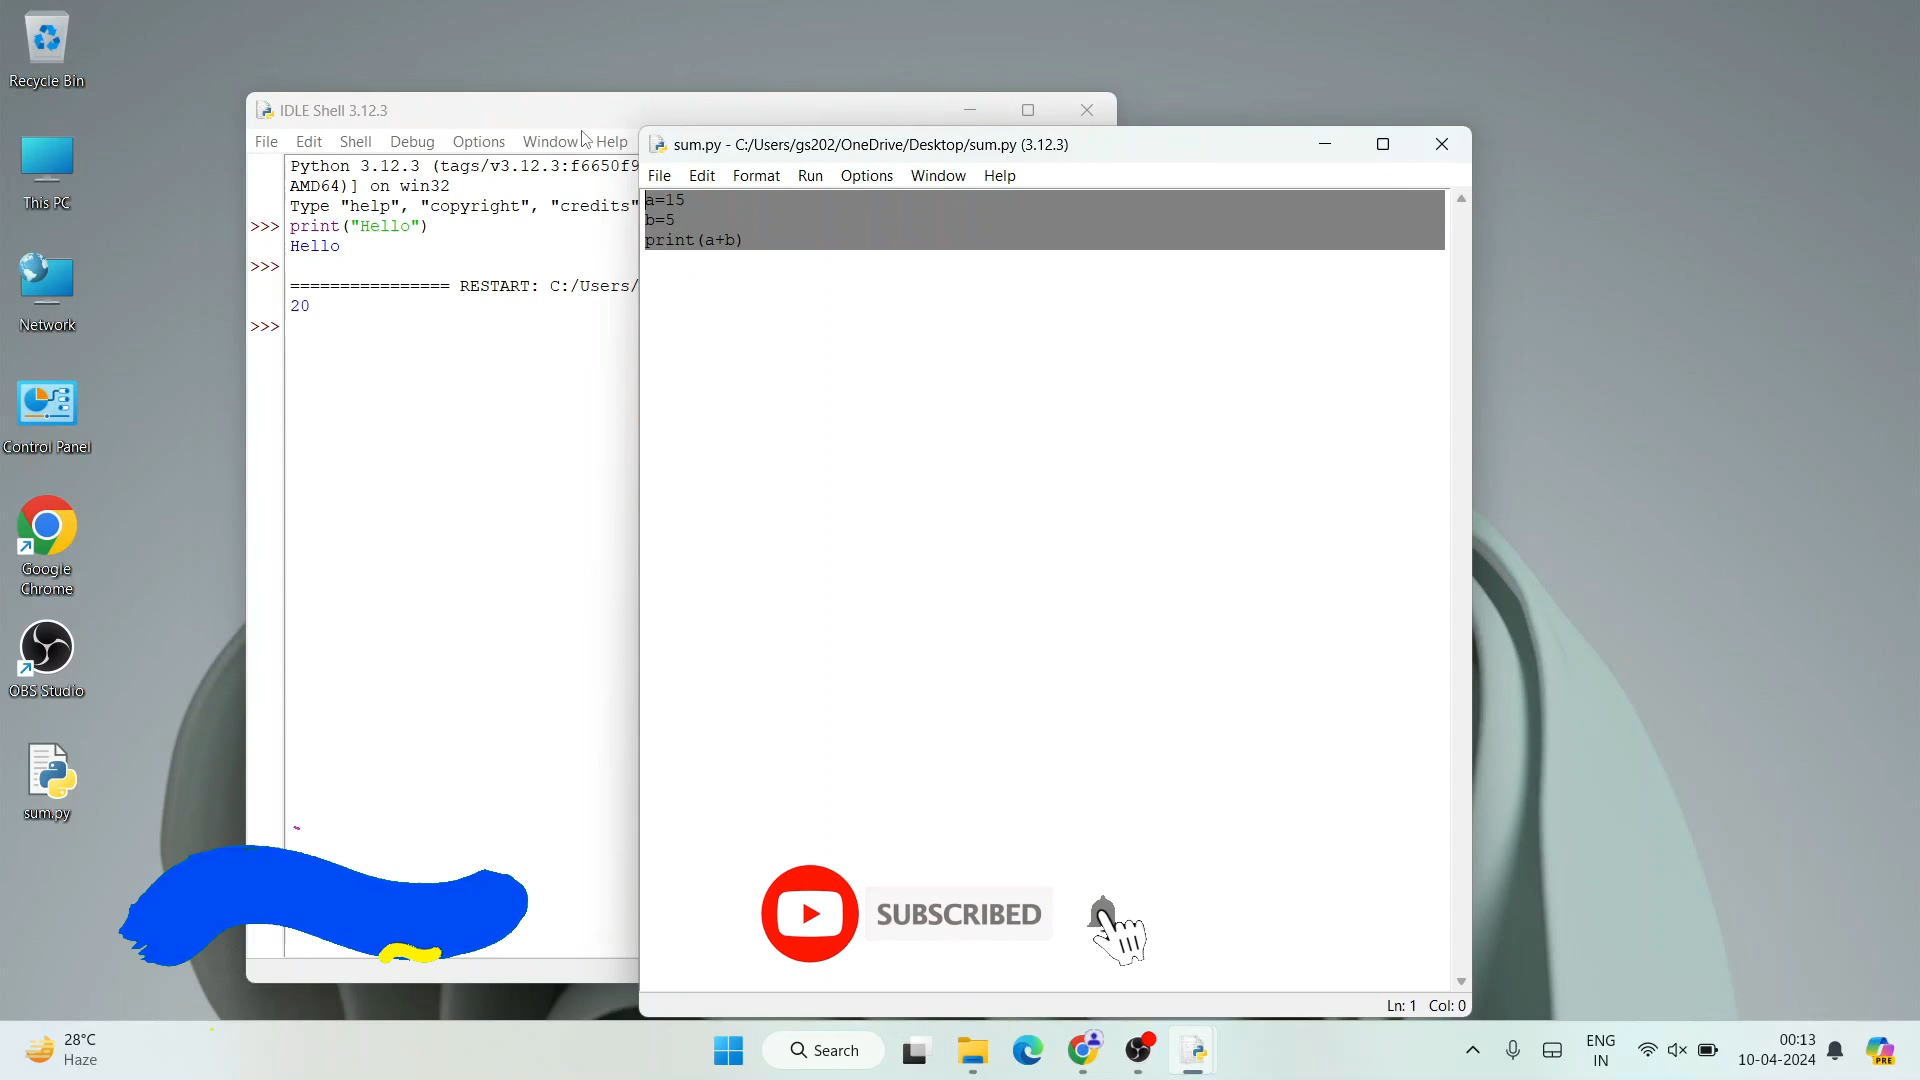 Recycle Bin
This PC
Network
Control Panel
Google
Chrome
OBS Studio
sum.py
IDLE Shell 3.12.3
File Edit Shell Debug Options Window Help
Python 3.12.3 (tags/v3.12.3:f6650f9
AMD64)] on win32
Type "help", "copyright", "credits"
>>> print("Hello")
Hello
>>>
================ RESTART: C:/Users/
20
>>>
sum.py - C:/Users/gs202/OneDrive/Desktop/sum.py (3.12.3)
File Edit Format Run Options Window Help
a=15
b=5
print(a+b)
SUBSCRIBED
Ln: 1 Col: 0
28°C
Haze
Search
ENG
IN
00:13
10-04-2024
PRE